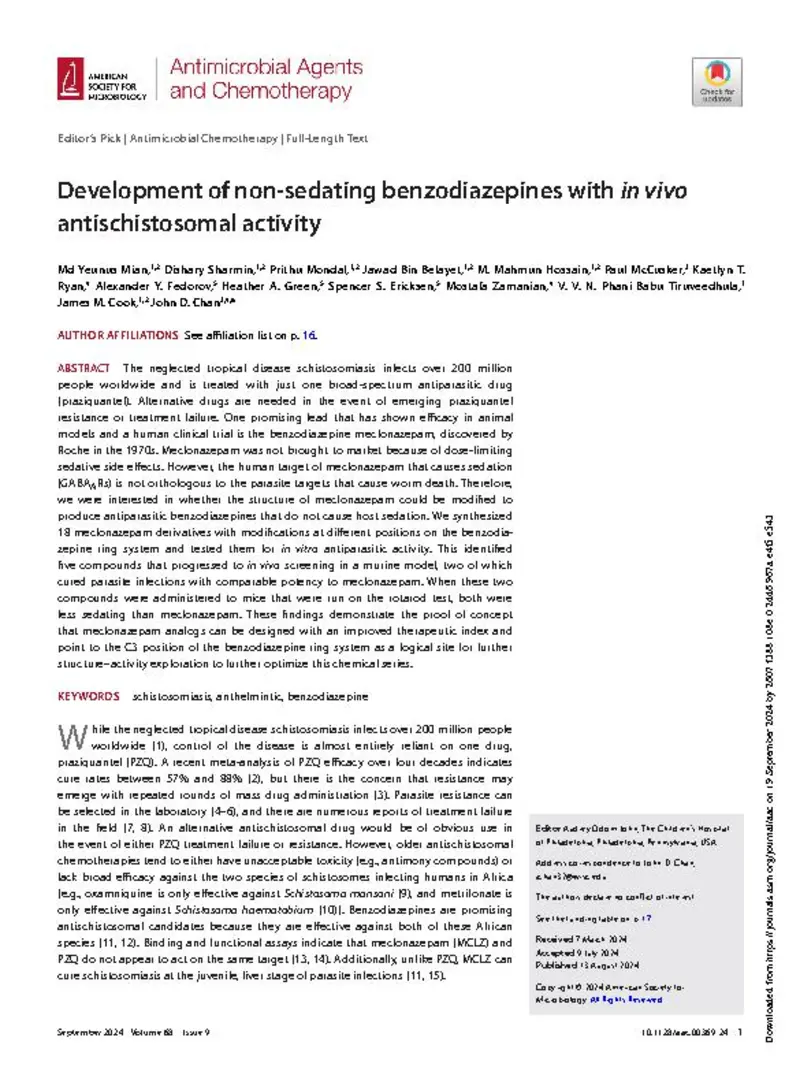 AMERICAN
SOCIETY FOR
MICROBIOLOGY
Antimicrobial Agents
and Chemotherapy
Check for
updates
Editor's Pick | Antimicrobial Chemotherapy | Full-Length Text
Development of non-sedating benzodiazepines with in vivo
antischistosomal activity
Md Yeunus Mian,1,2 Dishary Sharmin,1,2 Prithu Mondal,1,2 Jawad Bin Belayet,1,2 M. Mahmun Hossain,1,2 Paul McCusker,3 Kaetlyn T.
Ryan,4 Alexander Y. Fedorov,5 Heather A. Green,5 Spencer S. Ericksen,5 Mostafa Zamanian,4 V. V. N. Phani Babu Tiruveedhula,1
James M. Cook,1,2 John D. Chan
AUTHOR AFFILIATIONS See affiliation list on p. 16.
ABSTRACT The neglected tropical disease schistosomiasis infects over 200 million
people worldwide and is treated with just one broad-spectrum antiparasitic drug
(praziquantel). Alternative drugs are needed in the event of emerging praziquantel
resistance or treatment failure. One promising lead that has shown efficacy in animal
models and a human clinical trial is the benzodiazepine meclonazepam, discovered by
Roche in the 1970s. Meclonazepam was not brought to market because of dose-limiting
sedative side effects. However, the human target of meclonazepam that causes sedation
(GABAARs) is not orthologous to the parasite targets that cause worm death. Therefore,
we were interested in whether the structure of meclonazepam could be modified to
produce antiparasitic benzodiazepines that do not cause host sedation. We synthesized
18 meclonazepam derivatives with modifications at different positions on the benzodia-
zepine ring system and tested them for in vitro antiparasitic activity. This identified
five compounds that progressed to in vivo screening in a murine model, two of which
cured parasite infections with comparable potency to meclonazepam. When these two
compounds were administered to mice that were run on the rotarod test, both were
less sedating than meclonazepam. These findings demonstrate the proof of concept
that meclonazepam analogs can be designed with an improved therapeutic index and
point to the C3 position of the benzodiazepine ring system as a logical site for further
structure–activity exploration to further optimize this chemical series.
KEYWORDS schistosomiasis, anthelmintic, benzodiazepine
While the neglected tropical disease schistosomiasis infects over 200 million people
worldwide (1), control of the disease is almost entirely reliant on one drug,
praziquantel (PZQ). A recent meta-analysis of PZQ efficacy over four decades indicates
cure rates between 57% and 88% (2), but there is the concern that resistance may
emerge with repeated rounds of mass drug administration (3). Parasite resistance can
be selected in the laboratory (4–6), and there are numerous reports of treatment failure
in the field (7, 8). An alternative antischistosomal drug would be of obvious use in
the event of either PZQ treatment failure or resistance. However, older antischistosomal
chemotherapies tend to either have unacceptable toxicity (e.g., antimony compounds) or
lack broad efficacy against the two species of schistosomes infecting humans in Africa
[e.g., oxamniquine is only effective against Schistosoma mansoni (9), and metrifonate is
only effective against Schistosoma haematobium (10)]. Benzodiazepines are promising
antischistosomal candidates because they are effective against both of these African
species (11, 12). Binding and functional assays indicate that meclonazepam (MCLZ) and
PZQ do not appear to act on the same target (13, 14). Additionally, unlike PZQ, MCLZ can
cure schistosomiasis at the juvenile, liver stage of parasite infections (11, 15).
Editor Audrey Odom John, The Children's Hospital
of Philadelphia, Philadelphia, Pennsylvania, USA
Address correspondence to John D. Chan,
The authors declare no conflict of interest.
See the funding table on p. 17.
Received 7 March 2024
Accepted 9 July 2024
Published 13 August 2024
Copyright © 2024 American Society for
Microbiology. All Rights Reserved.
September 2024 Volume 68 Issue 9
10.1128/aac.00369-24 1
Downloaded from https://journals.asm.org/journal/aac on 19 September 2024 by